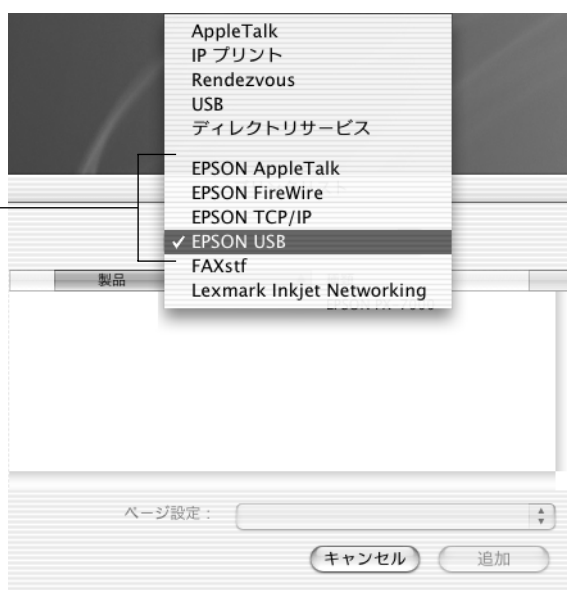 AppleTalk
IP プリント
Rendezvous
USB
ディレクトリサービス
EPSON AppleTalk
EPSON FireWire
EPSON TCP/IP
✓ EPSON USB
FAXstf
Lexmark Inkjet Networking
製品
ページ設定：
キャンセル 追加